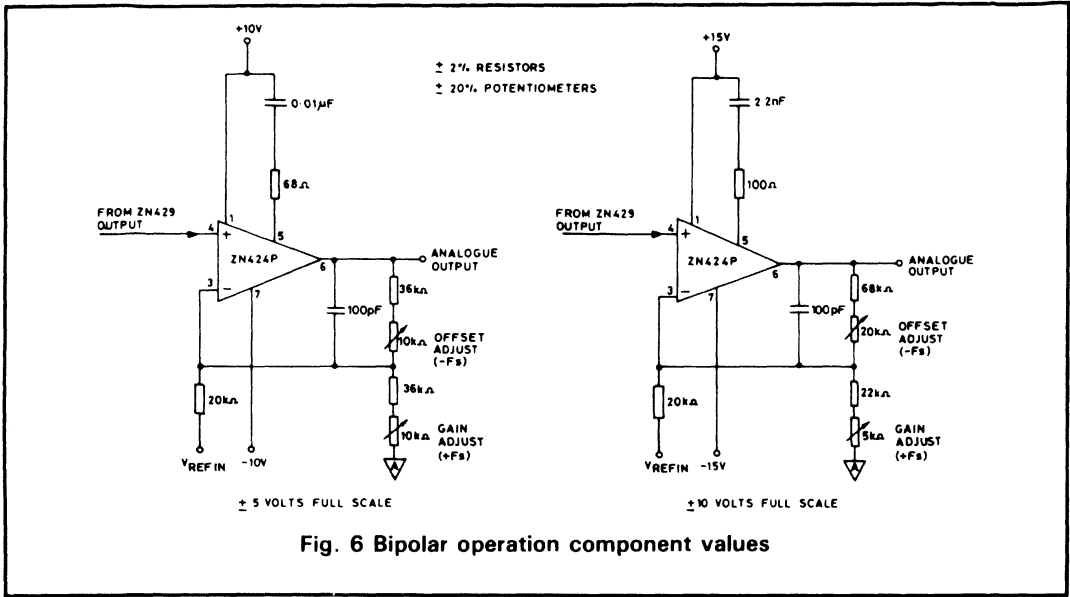 +10V
0·01µF
68Ω
FROM ZN429
OUTPUT
4
+
1
5
ZN424P
6
3
−
7
ANALOGUE
OUTPUT
36kΩ
100pF
10kΩ
OFFSET
ADJUST
(−Fs)
20kΩ
36kΩ
10kΩ
GAIN
ADJUST
(+Fs)
A
VREF IN
−10V
± 5 VOLTS FULL SCALE
± 2% RESISTORS
± 20% POTENTIOMETERS
+15V
2 2nF
100Ω
FROM ZN429
OUTPUT
4
+
1
5
ZN424P
6
3
−
7
ANALOGUE
OUTPUT
68kΩ
100pF
20kΩ
OFFSET
ADJUST
(−Fs)
20kΩ
22kΩ
5kΩ
GAIN
ADJUST
(+Fs)
A
VREF IN
−15V
±10 VOLTS FULL SCALE
Fig. 6 Bipolar operation component values